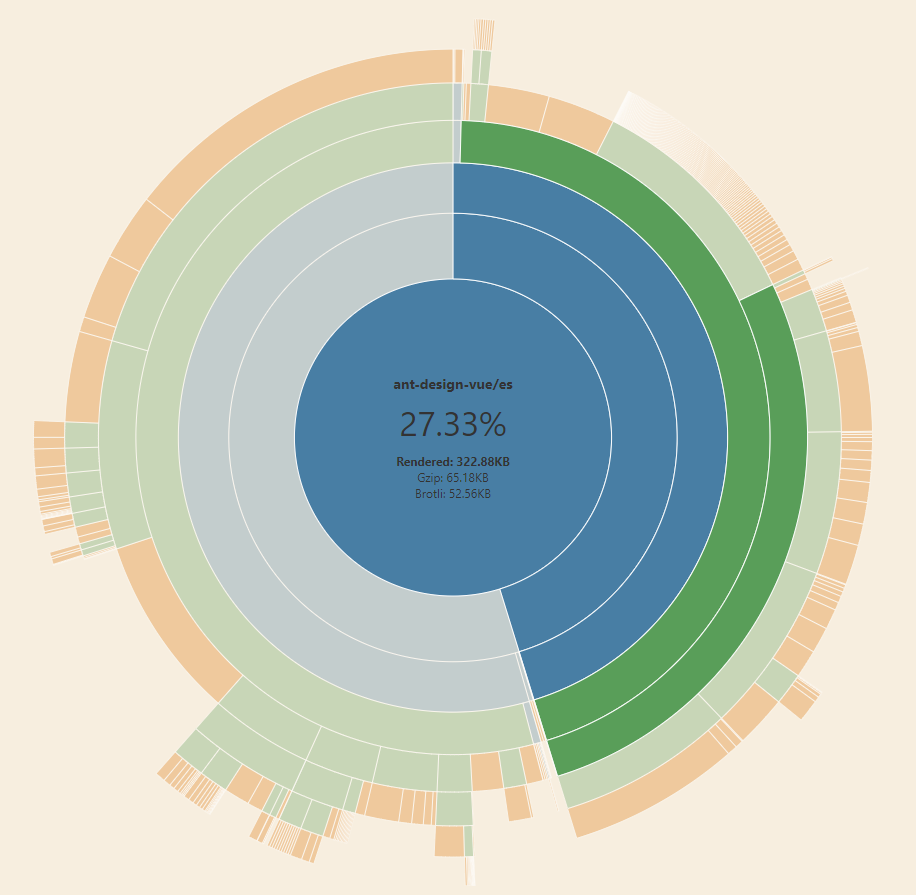 ant-design-vue/es
27.33%
Rendered: 322.88KB
Gzip: 65.18KB
Brotli: 52.56KB